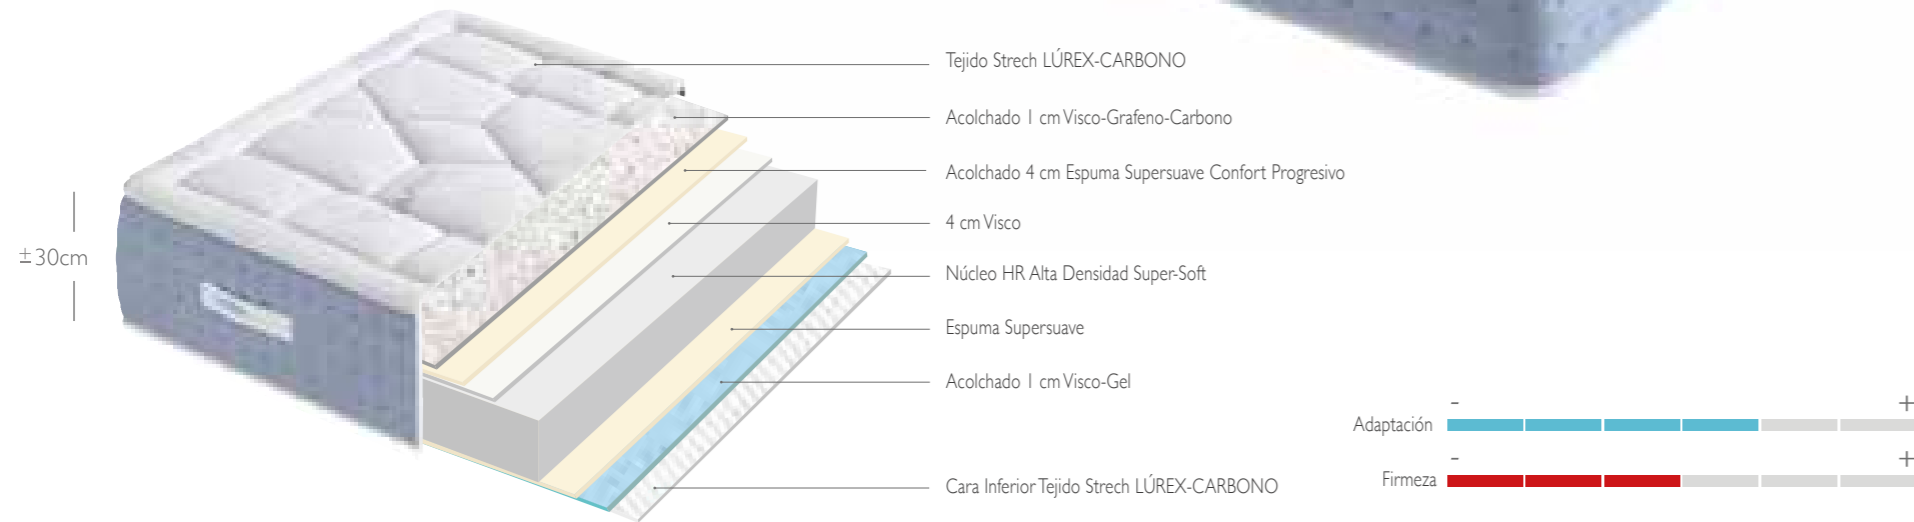 Tejido Strech LÚREX-CARBONO
Acolchado 1 cm Visco-Grafeno-Carbono
Acolchado 4 cm Espuma Supersuave Confort Progresivo
4 cm Visco
±30cm
Núcleo HR Alta Densidad Super-Soft
Espuma Supersuave
Acolchado 1 cm Visco-Gel
- +
Adaptación
- +
Firmeza
Cara Inferior Tejido Strech LÚREX-CARBONO